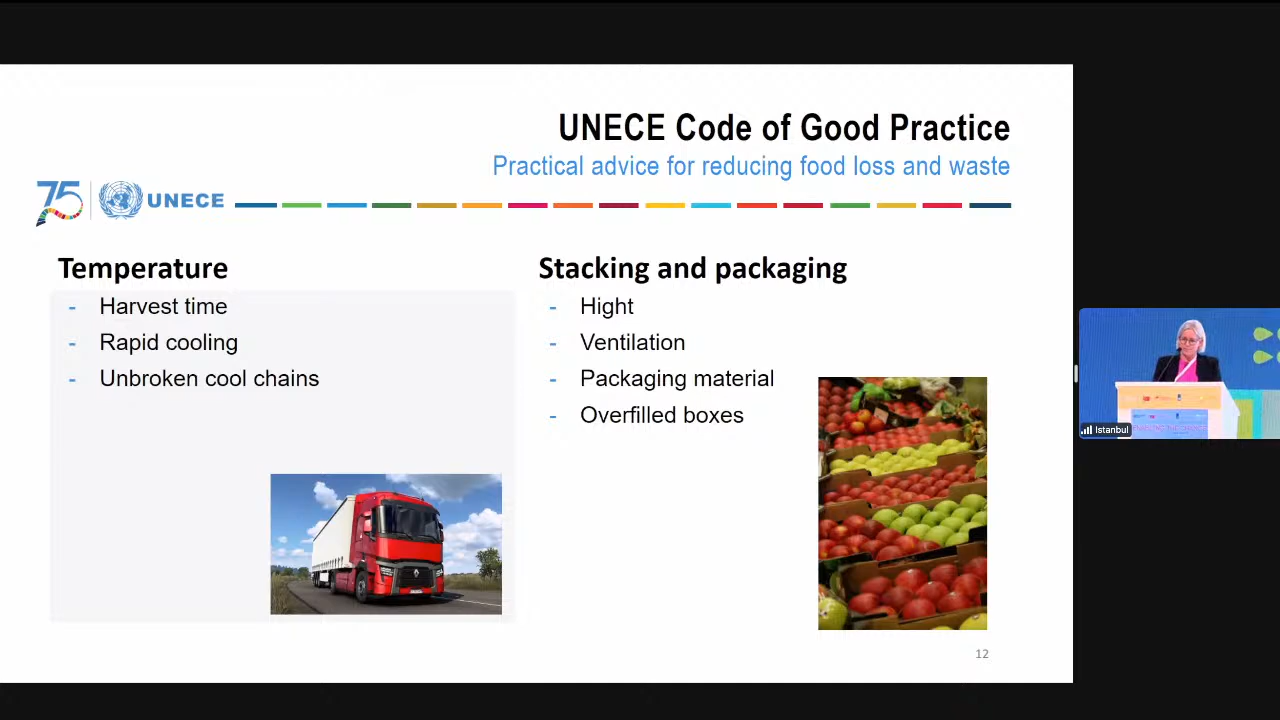 UNECE Code of Good Practice
Practical advice for reducing food loss and waste
75
UNECE
Temperature
- Harvest time
- Rapid cooling
- Unbroken cool chains
Stacking and packaging
- Hight
- Ventilation
- Packaging material
- Overfilled boxes
12
Istanbul